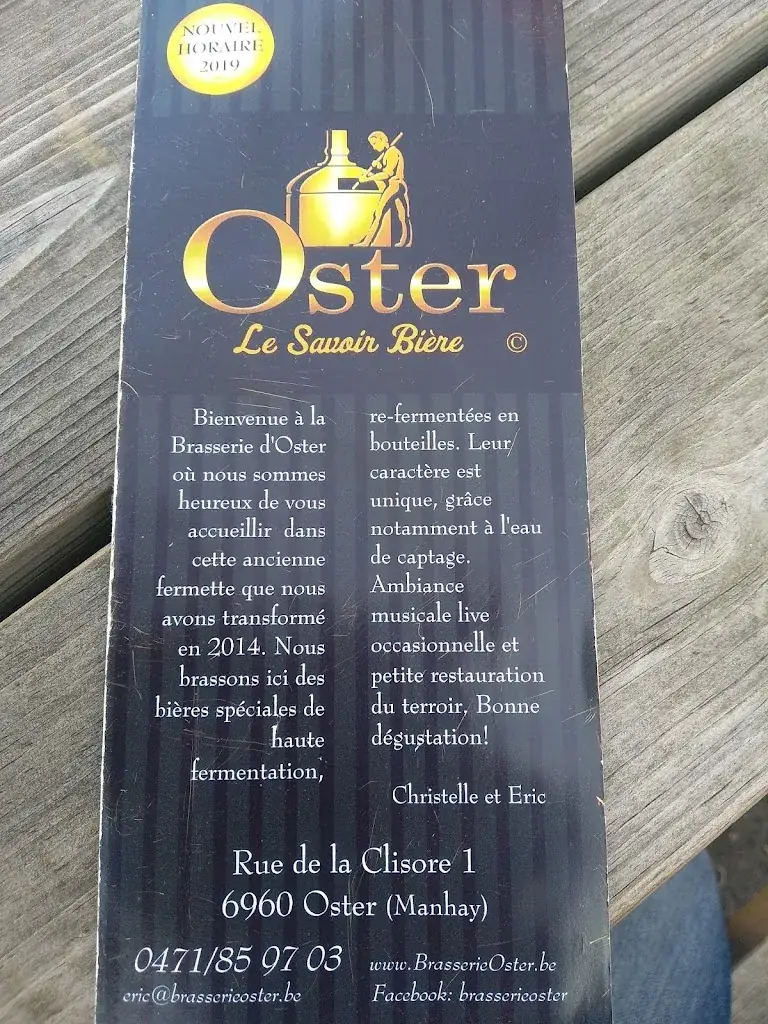 NOUVEL
HORAIRE
2019
Oster
Le Savoir Bière ©
Bienvenue à la
Brasserie d'Oster
où nous sommes
heureux de vous
accueillir dans
cette ancienne
fermette que nous
avons transformé
en 2014. Nous
brassons ici des
bières spéciales de
haute
fermentation,
re-fermentées en
bouteilles. Leur
caractère est
unique, grâce
notamment à l'eau
de captage.
Ambiance
musicale live
occasionnelle et
petite restauration
du terroir. Bonne
dégustation!
Christelle et Eric
Rue de la Clisore 1
6960 Oster (Manhay)
0471/85 97 03
www.BrasserieOster.be
eric@brasserieoster.be
Facebook: brasserieoster